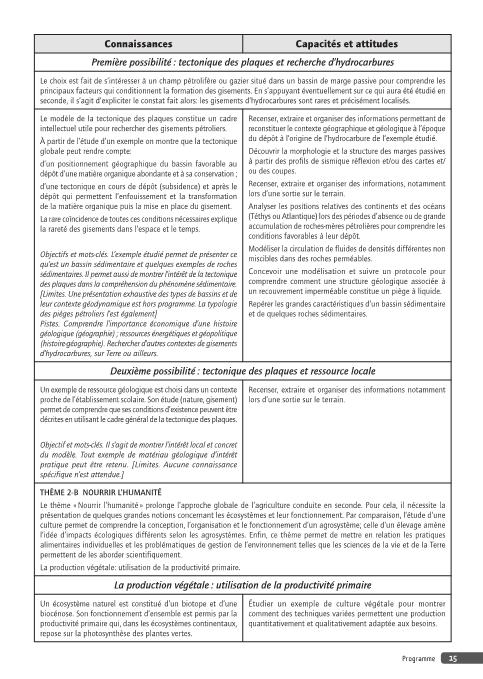 Connaissances
Capacités et attitudes
Première possibilité : tectonique des plaques et recherche d'hydrocarbures
Le choix est fait de s'intéresser à un champ pétrolifère ou gazier situé dans un bassin de marge passive pour comprendre les
principaux facteurs qui conditionnent la formation des gisements. En s'appuyant éventuellement sur ce qui aura été étudié en
seconde, il s'agit d'expliciter le constat fait alors: les gisements d'hydrocarbures sont rares et précisément localisés.
Le modèle de la tectonique des plaques constitue un cadre
intellectuel utile pour rechercher des gisements pétroliers.
À partir de l'étude d'un exemple on montre que la tectonique
globale peut rendre compte:
d'un positionnement géographique du bassin favorable au
dépôt d'une matière organique abondante et à sa conservation ;
d'une tectonique en cours de dépôt (subsidence) et après le
dépôt qui permettent l'enfouissement et la transformation
de la matière organique puis la mise en place du gisement.
La rare coïncidence de toutes ces conditions nécessaires explique
la rareté des gisements dans l'espace et le temps.
Objectifs et mots-clés. L'exemple étudié permet de présenter ce
qu'est un bassin sédimentaire et quelques exemples de roches
sédimentaires. Il permet aussi de montrer l'intérêt de la tectonique
des plaques dans la compréhension du phénomène sédimentaire.
[Limites. Une présentation exhaustive des types de bassins et de
leur contexte géodynamique est hors programme. La typologie
des pièges pétroliers l'est également]
Pistes. Comprendre l'importance économique d'une histoire
géologique (géographie) ; ressources énergétiques et géopolitique
(histoire-géographie). Rechercher d'autres contextes de gisements
d'hydrocarbures, sur Terre ou ailleurs.
Recenser, extraire et organiser des informations permettant de
reconstituer le contexte géographique et géologique à l'époque
du dépôt à l'origine de l'hydrocarbure de l'exemple étudié.
Découvrir la morphologie et la structure des marges passives
à partir des profils de sismique réflexion et/ou des cartes et/
ou des coupes.
Recenser, extraire et organiser des informations, notamment
lors d'une sortie sur le terrain.
Analyser les positions relatives des continents et des océans
(Téthys ou Atlantique) lors des périodes d'absence ou de grande
accumulation de roches-mères pétrolières pour comprendre les
conditions favorables à leur dépôt.
Modéliser la circulation de fluides de densités différentes non
miscibles dans des roches perméables.
Concevoir une modélisation et suivre un protocole pour
comprendre comment une structure géologique associée à
un recouvrement imperméable constitue un piège à liquide.
Repérer les grandes caractéristiques d'un bassin sédimentaire
et de quelques roches sédimentaires.
Deuxième possibilité : tectonique des plaques et ressource locale
Un exemple de ressource géologique est choisi dans un contexte
proche de l'établissement scolaire. Son étude (nature, gisement)
permet de comprendre que ses conditions d'existence peuvent être
décrites en utilisant le cadre général de la tectonique des plaques.
Objectif et mots-clés. Il s'agit de montrer l'intérêt local et concret
du modèle. Tout exemple de matériau géologique d'intérêt
pratique peut être retenu. [Limites. Aucune connaissance
spécifique n'est attendue.]
Recenser, extraire et organiser des informations notamment
lors d'une sortie sur le terrain.
THÈME 2-B NOURRIR L'HUMANITÉ
Le thème « Nourrir l'humanité » prolonge l'approche globale de l'agriculture conduite en seconde. Pour cela, il nécessite la
présentation de quelques grandes notions concernant les écosystèmes et leur fonctionnement. Par comparaison, l'étude d'une
culture permet de comprendre la conception, l'organisation et le fonctionnement d'un agrosystème; celle d'un élevage amène
l'idée d'impacts écologiques différents selon les agrosystèmes. Enfin, ce thème permet de mettre en relation les pratiques
alimentaires individuelles et les problématiques de gestion de l'environnement telles que les sciences de la vie et de la Terre
permettent de les aborder scientifiquement.
La production végétale: utilisation de la productivité primaire.
La production végétale : utilisation de la productivité primaire
Un écosystème naturel est constitué d'un biotope et d'une
biocénose. Son fonctionnement d'ensemble est permis par la
productivité primaire qui, dans les écosystèmes continentaux,
repose sur la photosynthèse des plantes vertes.
Étudier un exemple de culture végétale pour montrer
comment des techniques variées permettent une production
quantitativement et qualitativement adaptée aux besoins.
Programme 15